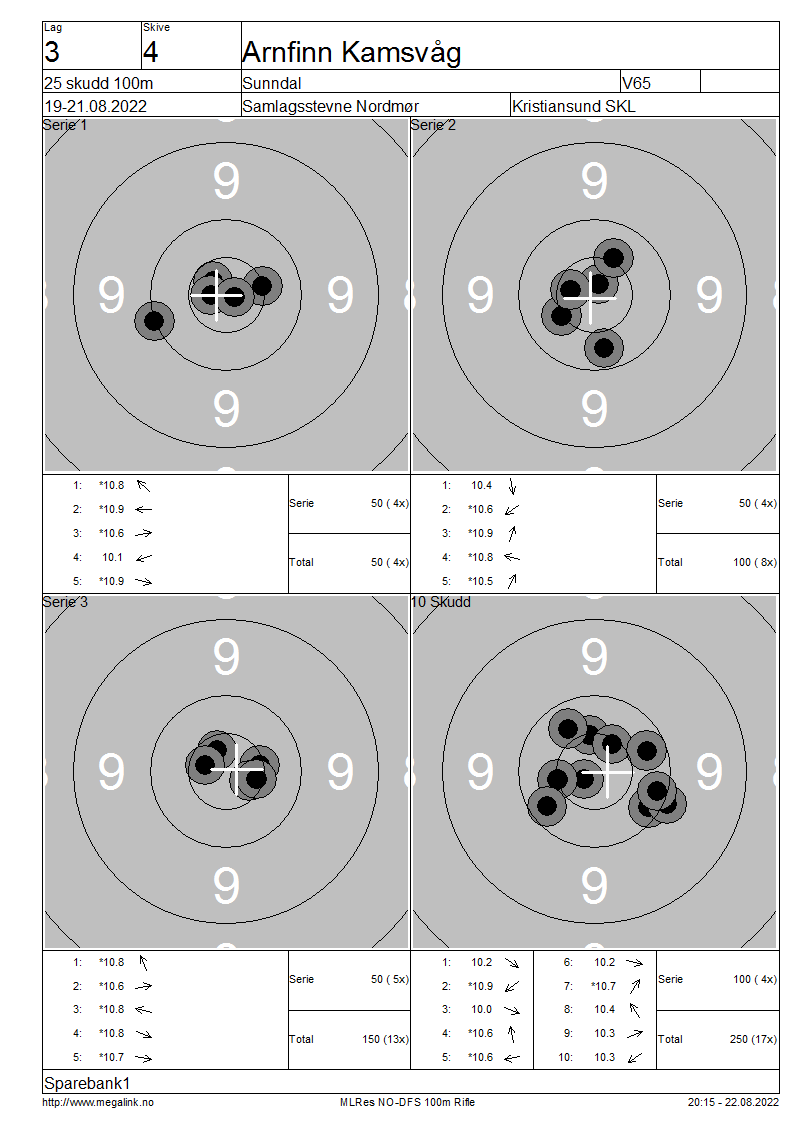 Lag
Skive
3
4
Arnfinn Kamsvåg
25 skudd 100m
Sunndal
V65
19-21.08.2022
Samlagsstevne Nordmør
Kristiansund SKL
Serie 1
9
9
9
9
Serie 2
9
9
9
9
1: *10.8
2: *10.9
3: *10.6
4: 10.1
5: *10.9
Serie 50 ( 4x)
Total 50 ( 4x)
1: 10.4
2: *10.6
3: *10.9
4: *10.8
5: *10.5
Serie 50 ( 4x)
Total 100 ( 8x)
Serie 3
9
9
9
9
10 Skudd
9
9
9
9
1: *10.8
2: *10.6
3: *10.8
4: *10.8
5: *10.7
Serie 50 ( 5x)
Total 150 (13x)
1: 10.2
2: *10.9
3: 10.0
4: *10.6
5: *10.6
6: 10.2
7: *10.7
8: 10.4
9: 10.3
10: 10.3
Serie 100 ( 4x)
Total 250 (17x)
Sparebank1
http://www.megalink.no
MLRes NO-DFS 100m Rifle
20:15 - 22.08.2022